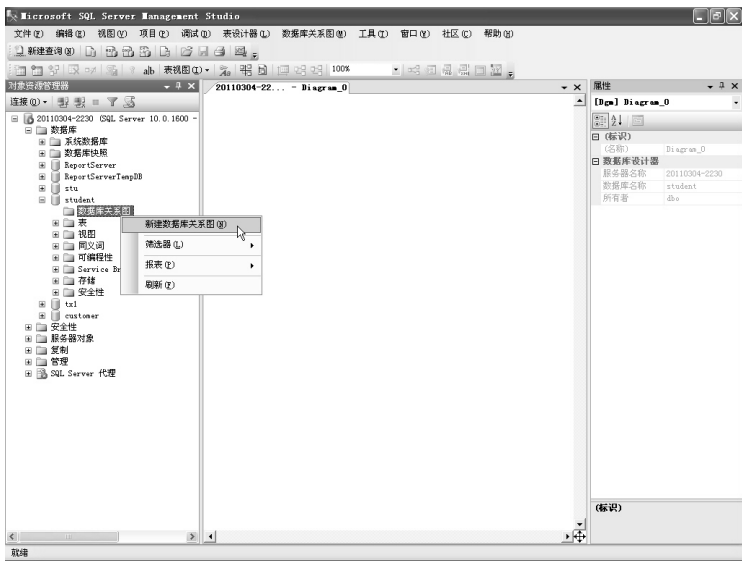 Microsoft SQL Server Management Studio
文件(F) 编辑(E) 视图(V) 项目(P) 调试(D) 表设计器(L) 数据库关系图(M) 工具(T) 窗口(W) 社区(C) 帮助(H)
新建查询(N)
ab 表视图(D) 100%
对象资源管理器
连接(O)
20110304-2230 (SQL Server 10.0.1600 -
数据库
系统数据库
数据库快照
ReportServer
ReportServerTempDB
stu
student
数据库关系图
表
视图
同义词
可编程性
Service Br
存储
安全性
tx1
customer
安全性
服务器对象
复制
管理
SQL Server 代理
新建数据库关系图(N)
筛选器(L)
报表(P)
刷新(F)
20110304-22... - Diagram_0
属性
[Dgm] Diagram_0
(标识)
(名称) Diagram_0
数据库设计器
服务器名称 20110304-2230
数据库名称 student
所有者 dbo
(标识)
就绪